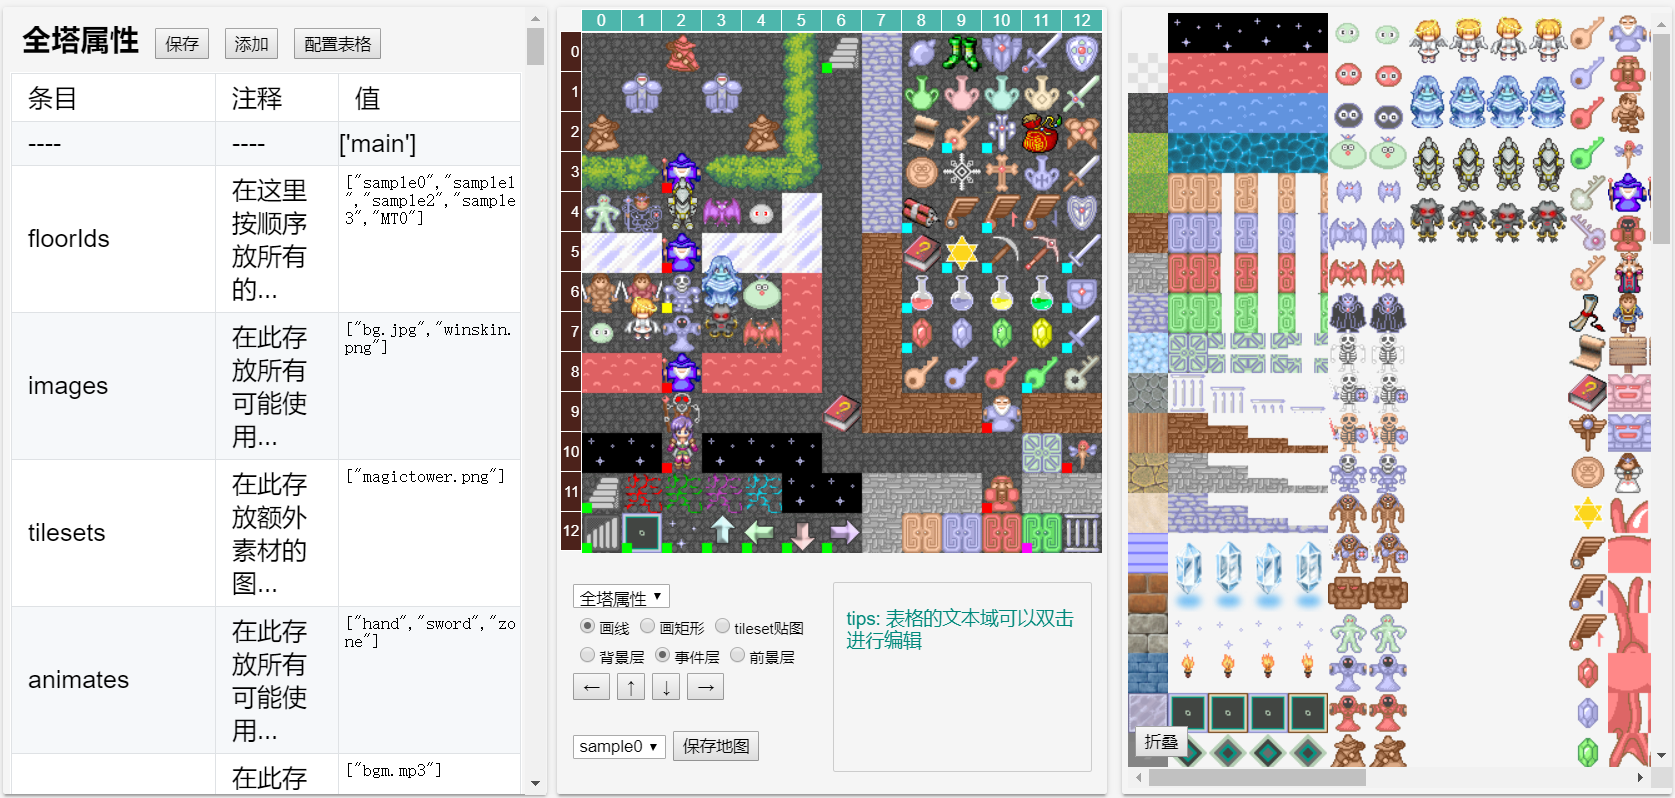 全塔属性 保存 添加 配置表格
条目 注释 值
---- ---- ['main']
floorIds
在这里
按顺序
放所有
的...
["sample0","sample1
","sample2","sample
3","MT0"]
images
在此存
放所有
可能使
用...
["bg.jpg","winskin.
png"]
tilesets
在此存
放额外
素材的
图...
["magictower.png"]
animates
在此存
放所有
可能使
用...
["hand","sword","zo
ne"]
在此存
["bgm.mp3"]
0 1 2 3 4 5 6 7 8 9 10 11 12
0
1
2
3
4
5
6
7
8
9
10
11
12
全塔属性
画线 画矩形 tileset贴图
背景层 事件层 前景层
← ↑ ↓ →
sample0 保存地图
tips: 表格的文本域可以双击
进行编辑
折叠